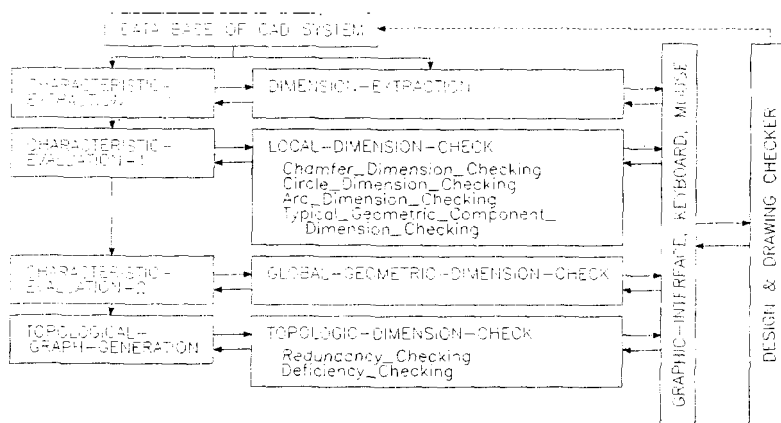 DATA BASE OF CAD SYSTEM
CHARACTERISTIC-
EXTRACTION
DIMENSION-EXTRACTION
CHARACTERISTIC-
EVALUATION-1
LOCAL-DIMENSION-CHECK
Chamfer_Dimension_Checking
Circle_Dimension_Checking
Arc_Dimension_Checking
Typical_Geometric_Component_
Dimension_Checking
CHARACTERISTIC-
EVALUATION-2
GLOBAL-GEOMETRIC-DIMENSION-CHECK
TOPOLOGICAL-
GRAPH-GENERATION
TOPOLOGIC-DIMENSION-CHECK
Redundancy_Checking
Deficiency_Checking
GRAPHIC-INTERFACE, KEYBOARD, MOUSE
DESIGN & DRAWING CHECKER